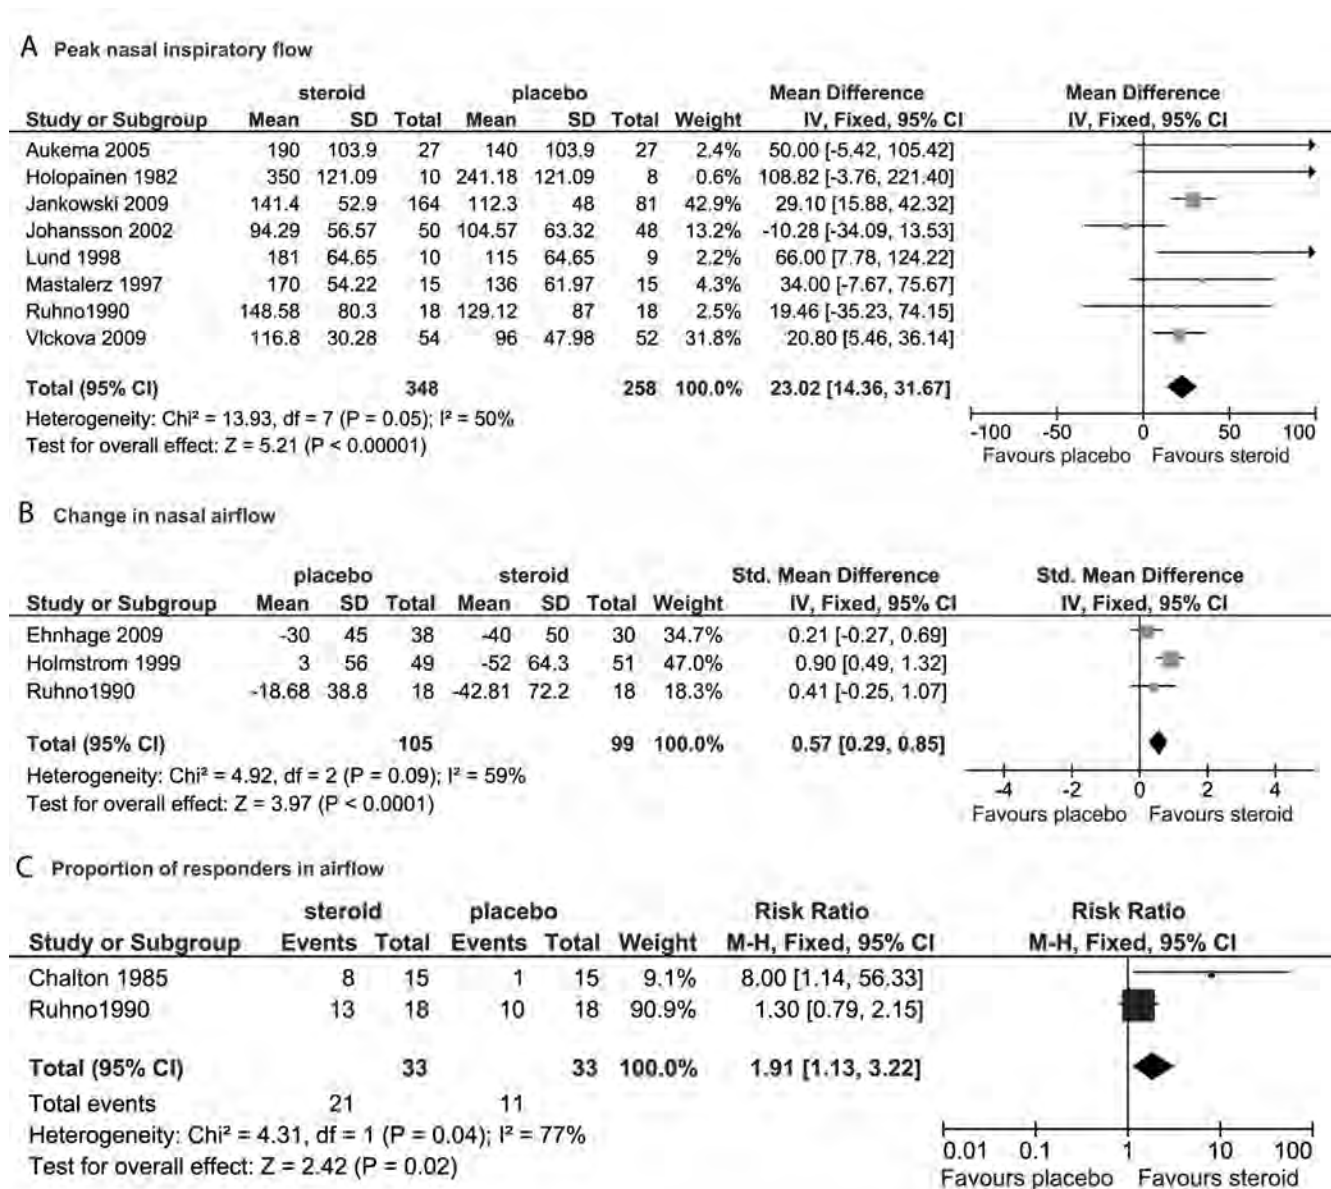 A Peak nasal inspiratory flow
steroid placebo Mean Difference Mean Difference
Study or Subgroup Mean SD Total Mean SD Total Weight IV, Fixed, 95% CI IV, Fixed, 95% CI
Aukema 2005 190 103.9 27 140 103.9 27 2.4% 50.00 [-5.42, 105.42]
Holopainen 1982 350 121.09 10 241.18 121.09 8 0.6% 108.82 [-3.76, 221.40]
Jankowski 2009 141.4 52.9 164 112.3 48 81 42.9% 29.10 [15.88, 42.32]
Johansson 2002 94.29 56.57 50 104.57 63.32 48 13.2% -10.28 [-34.09, 13.53]
Lund 1998 181 64.65 10 115 64.65 9 2.2% 66.00 [7.78, 124.22]
Mastalerz 1997 170 54.22 15 136 61.97 15 4.3% 34.00 [-7.67, 75.67]
Ruhno1990 148.58 80.3 18 129.12 87 18 2.5% 19.46 [-35.23, 74.15]
Vlckova 2009 116.8 30.28 54 96 47.98 52 31.8% 20.80 [5.46, 36.14]
Total (95% CI) 348 258 100.0% 23.02 [14.36, 31.67]
Heterogeneity: Chi² = 13.93, df = 7 (P = 0.05); I² = 50%
Test for overall effect: Z = 5.21 (P < 0.00001)
-100 -50 0 50 100
Favours placebo Favours steroid
B Change in nasal airflow
placebo steroid Std. Mean Difference Std. Mean Difference
Study or Subgroup Mean SD Total Mean SD Total Weight IV, Fixed, 95% CI IV, Fixed, 95% CI
Ehnhage 2009 -30 45 38 -40 50 30 34.7% 0.21 [-0.27, 0.69]
Holmstrom 1999 3 56 49 -52 64.3 51 47.0% 0.90 [0.49, 1.32]
Ruhno1990 -18.68 38.8 18 -42.81 72.2 18 18.3% 0.41 [-0.25, 1.07]
Total (95% CI) 105 99 100.0% 0.57 [0.29, 0.85]
Heterogeneity: Chi² = 4.92, df = 2 (P = 0.09); I² = 59%
Test for overall effect: Z = 3.97 (P < 0.0001)
-4 -2 0 2 4
Favours placebo Favours steroid
C Proportion of responders in airflow
steroid placebo Risk Ratio Risk Ratio
Study or Subgroup Events Total Events Total Weight M-H, Fixed, 95% CI M-H, Fixed, 95% CI
Chalton 1985 8 15 1 15 9.1% 8.00 [1.14, 56.33]
Ruhno1990 13 18 10 18 90.9% 1.30 [0.79, 2.15]
Total (95% CI) 33 33 100.0% 1.91 [1.13, 3.22]
Total events 21 11
Heterogeneity: Chi² = 4.31, df = 1 (P = 0.04); I² = 77%
Test for overall effect: Z = 2.42 (P = 0.02)
0.01 0.1 1 10 100
Favours placebo Favours steroid